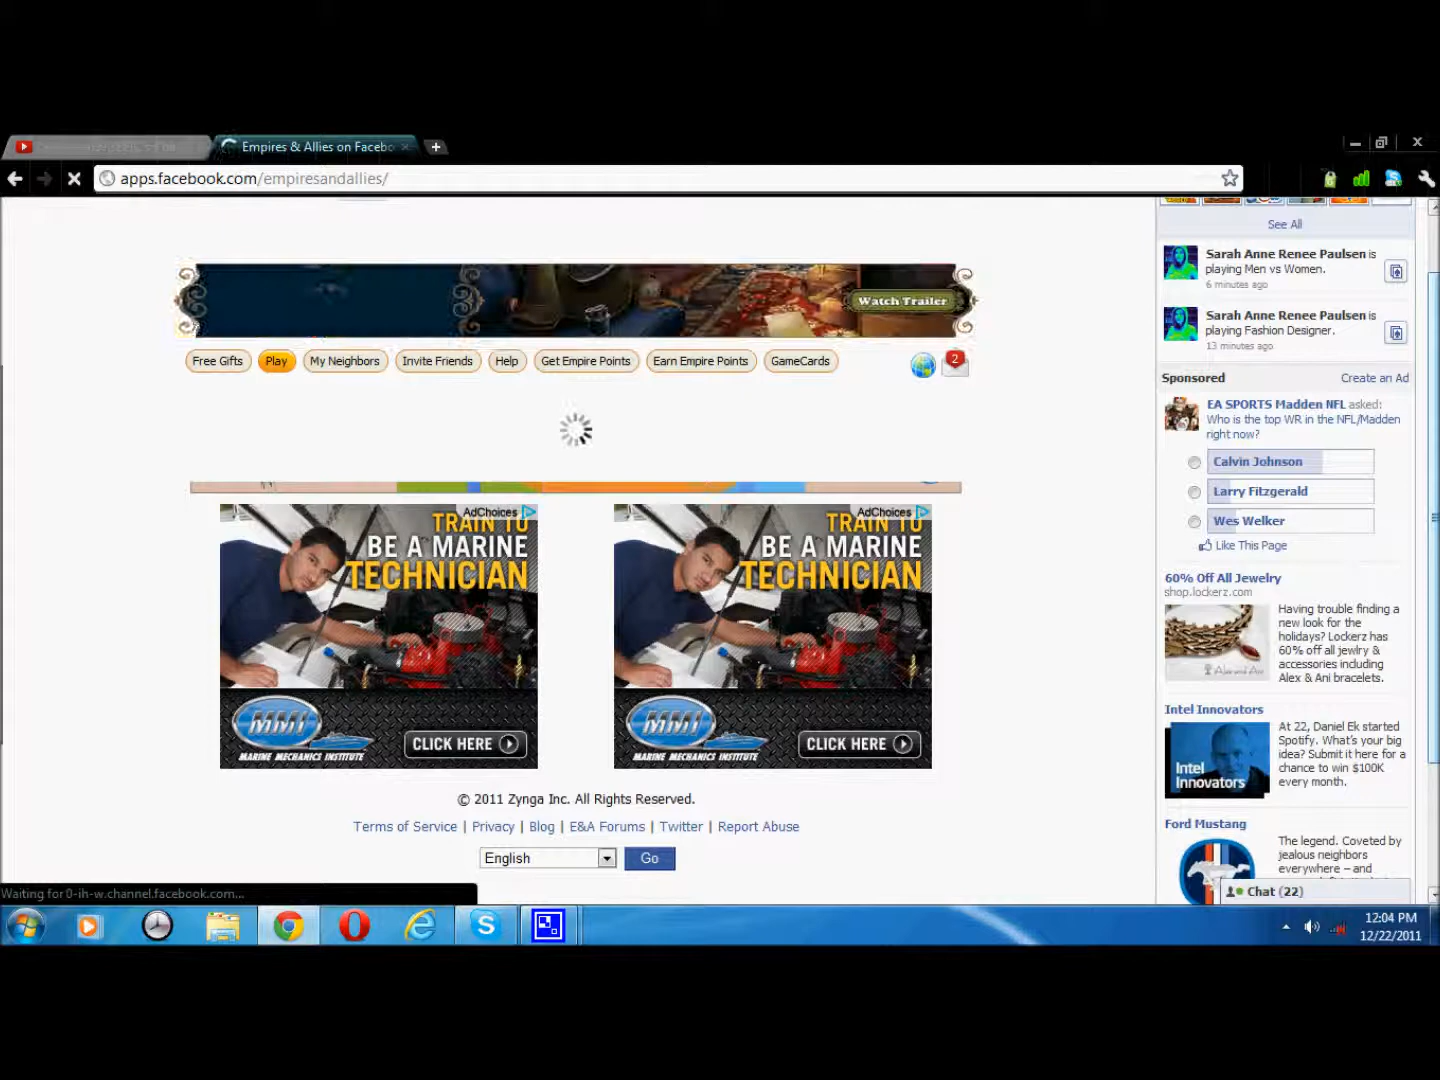 Empires & Allies on Facebo
apps.facebook.com/empiresandallies/
See All
Sarah Anne Renee Paulsen is
playing Men vs Women.
6 minutes ago
Sarah Anne Renee Paulsen is
playing Fashion Designer.
13 minutes ago
Watch Trailer
Free Gifts
Play
My Neighbors
Invite Friends
Help
Get Empire Points
Earn Empire Points
GameCards
2
Sponsored
Create an Ad
EA SPORTS Madden NFL asked:
Who is the top WR in the NFL/Madden
right now?
Calvin Johnson
Larry Fitzgerald
Wes Welker
Like This Page
60% Off All Jewelry
shop.lockerz.com
Having trouble finding a
new look for the
holidays? Lockerz has
60% off all jewlry &
accessories including
Alex & Ani bracelets.
Intel Innovators
Intel
Innovators
At 22, Daniel Ek started
Spotify. What's your big
idea? Submit it here for a
chance to win $100K
every month.
Ford Mustang
The legend. Coveted by
jealous neighbors
everywhere – and
Chat (22)
AdChoices
TRAIN TO
BE A MARINE
TECHNICIAN
MMI
MARINE MECHANICS INSTITUTE
CLICK HERE
AdChoices
TRAIN TO
BE A MARINE
TECHNICIAN
MMI
MARINE MECHANICS INSTITUTE
CLICK HERE
© 2011 Zynga Inc. All Rights Reserved.
Terms of Service | Privacy | Blog | E&A Forums | Twitter | Report Abuse
English
Go
Waiting for 0-ih-w.channel.facebook.com...
12:04 PM
12/22/2011